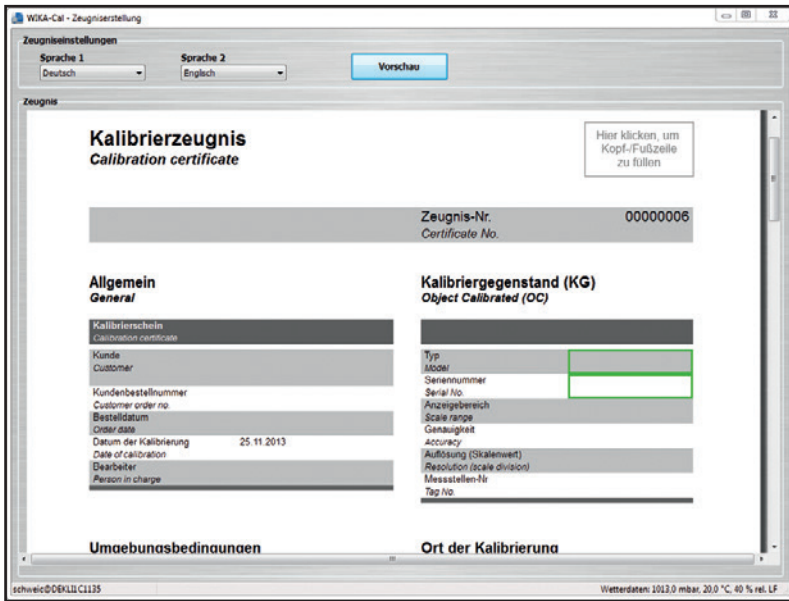 WIKA-Cal - Zeugniserstellung
Zeugniseinstellungen
Sprache 1
Deutsch
Sprache 2
Englisch
Vorschau
Zeugnis
Kalibrierzeugnis
Calibration certificate
Hier klicken, um
Kopf-/Fußzeile
zu füllen
Zeugnis-Nr. 00000006
Certificate No.
Allgemein
General
Kalibrierschein
Calibration certificate
Kunde
Customer
Kundenbestellnummer
Customer order no.
Bestelldatum
Order date
Datum der Kalibrierung 25.11.2013
Date of calibration
Bearbeiter
Person in charge
Kalibriergegenstand (KG)
Object Calibrated (OC)
Typ
Model
Seriennummer
Serial No.
Anzeigebereich
Scale range
Genauigkeit
Accuracy
Auflösung (Skalenwert)
Resolution (scale division)
Messstellen-Nr
Tag No.
Umgebungsbedingungen
Ort der Kalibrierung
schweic@DEKLI1C1135
Wetterdaten: 1013,0 mbar, 20,0 °C, 40 % rel. LF